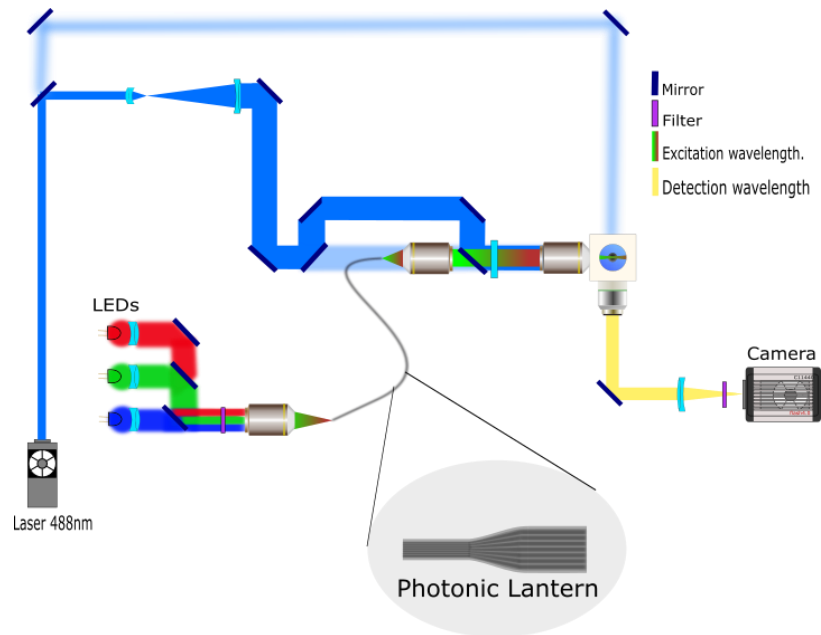 Mirror
Filter
Excitation wavelength.
Detection wavelength
LEDs
Camera
Laser 488nm
Photonic Lantern